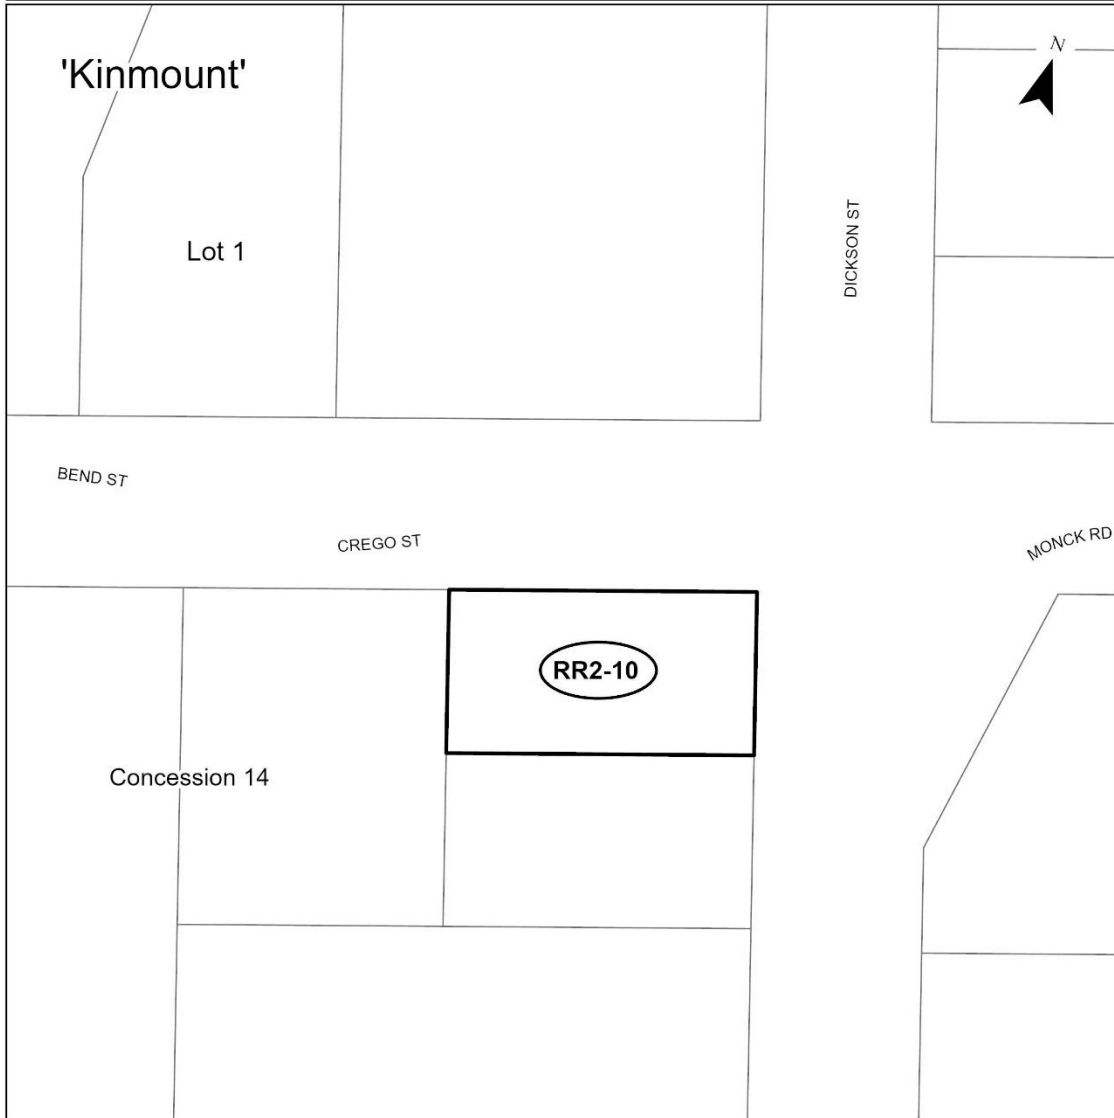 'Kinmount'
N
Lot 1
DICKSON ST
BEND ST
CREGO ST
MONCK RD
RR2-10
Concession 14